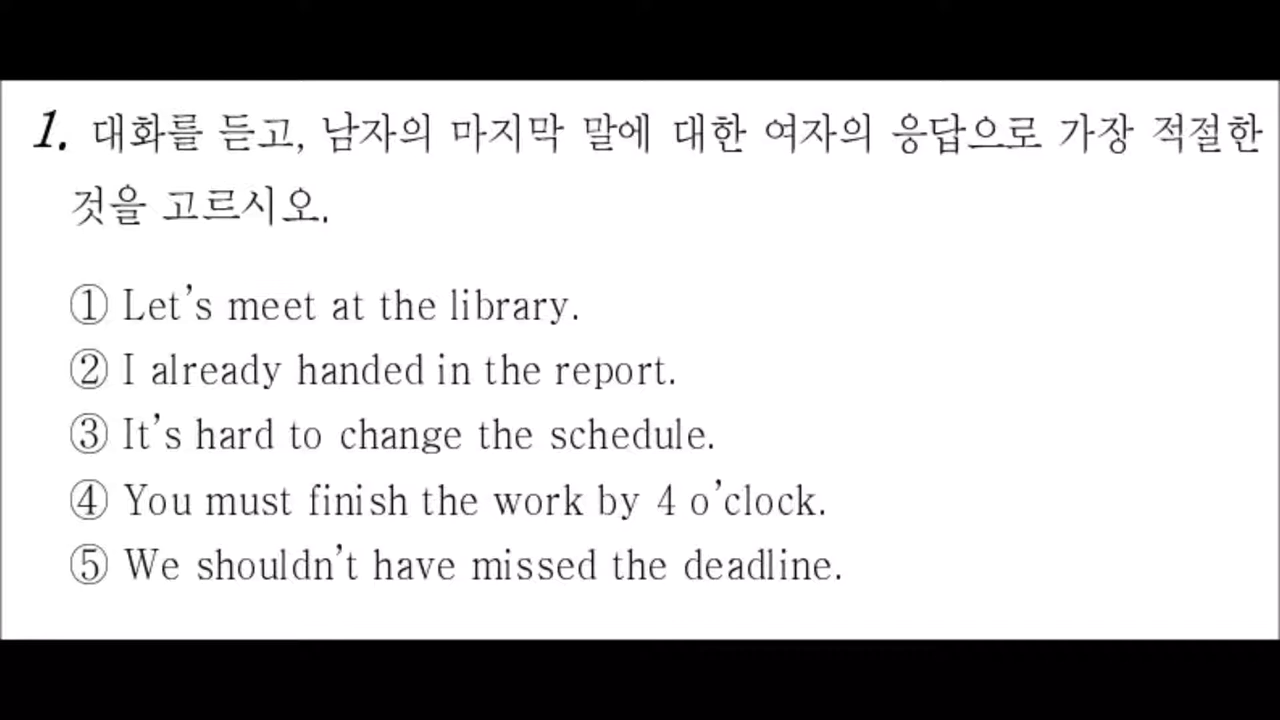 1. 대화를 듣고, 남자의 마지막 말에 대한 여자의 응답으로 가장 적절한
것을 고르시오.
① Let's meet at the library.
② I already handed in the report.
③ It's hard to change the schedule.
④ You must finish the work by 4 o'clock.
⑤ We shouldn't have missed the deadline.